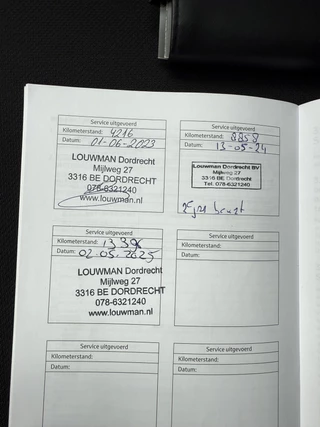 Service uitgevoerd
Kilometerstand: 4216
Datum: 01-06-2023
LOUWMAN Dordrecht
Mijlweg 27
3316 BE DORDRECHT
078-6321240
www.louwman.nl
Service uitgevoerd
Kilometerstand: 8858
Datum: 13-05-24
Louwman Dordrecht BV
Mijlweg 27
3316 BE Dordrecht
Tel. 078-6321240
Service uitgevoerd
Kilometerstand:
Datum: 02-05-2025
LOUWMAN Dordrecht
Mijlweg 27
3316 BE DORDRECHT
078-6321240
www.louwman.nl
Service uitgevoerd
Kilometerstand:
Datum:
Service uitgevoerd
Kilometerstand:
Datum:
Service uitgevoerd
Kilometerstand:
Datum: